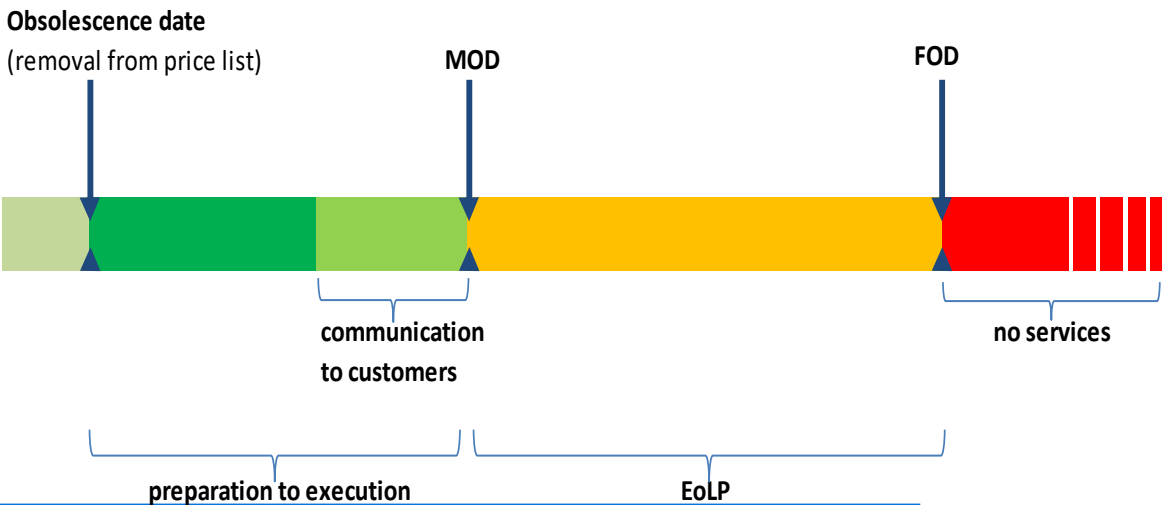 Obsolescence date
(removal from price list)
MOD
FOD
communication
to customers
no services
preparation to execution
EoLP